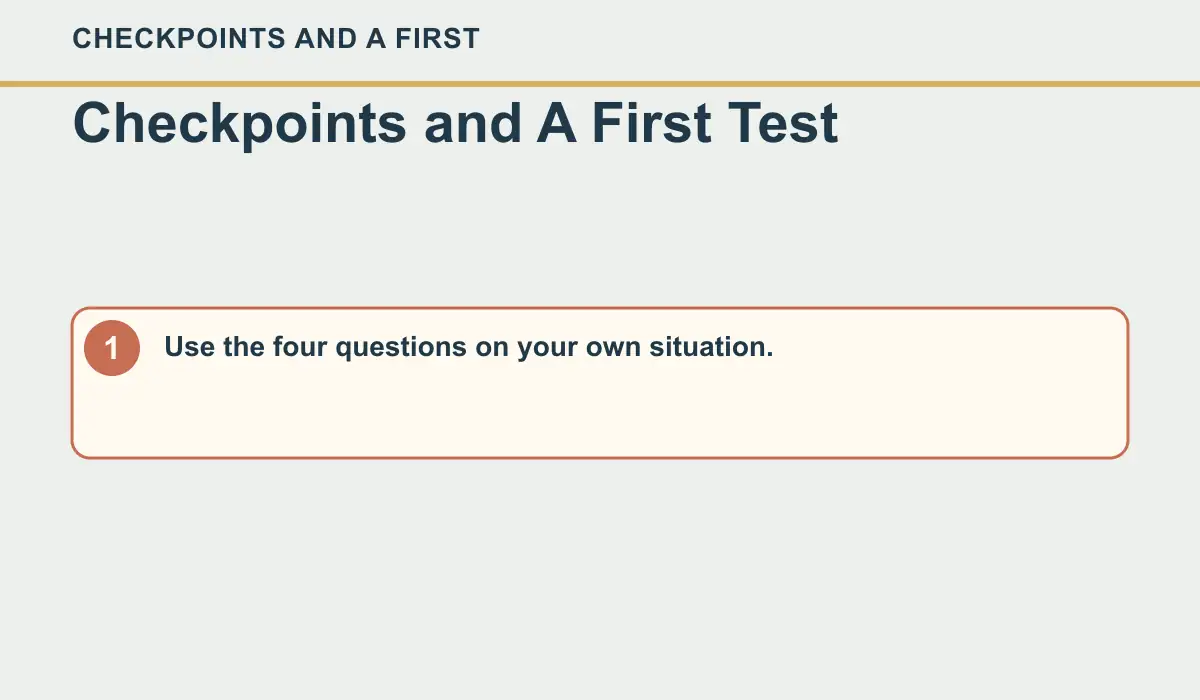 CHECKPOINTS AND A FIRST
Checkpoints and A First Test
1
Use the four questions on your own situation.